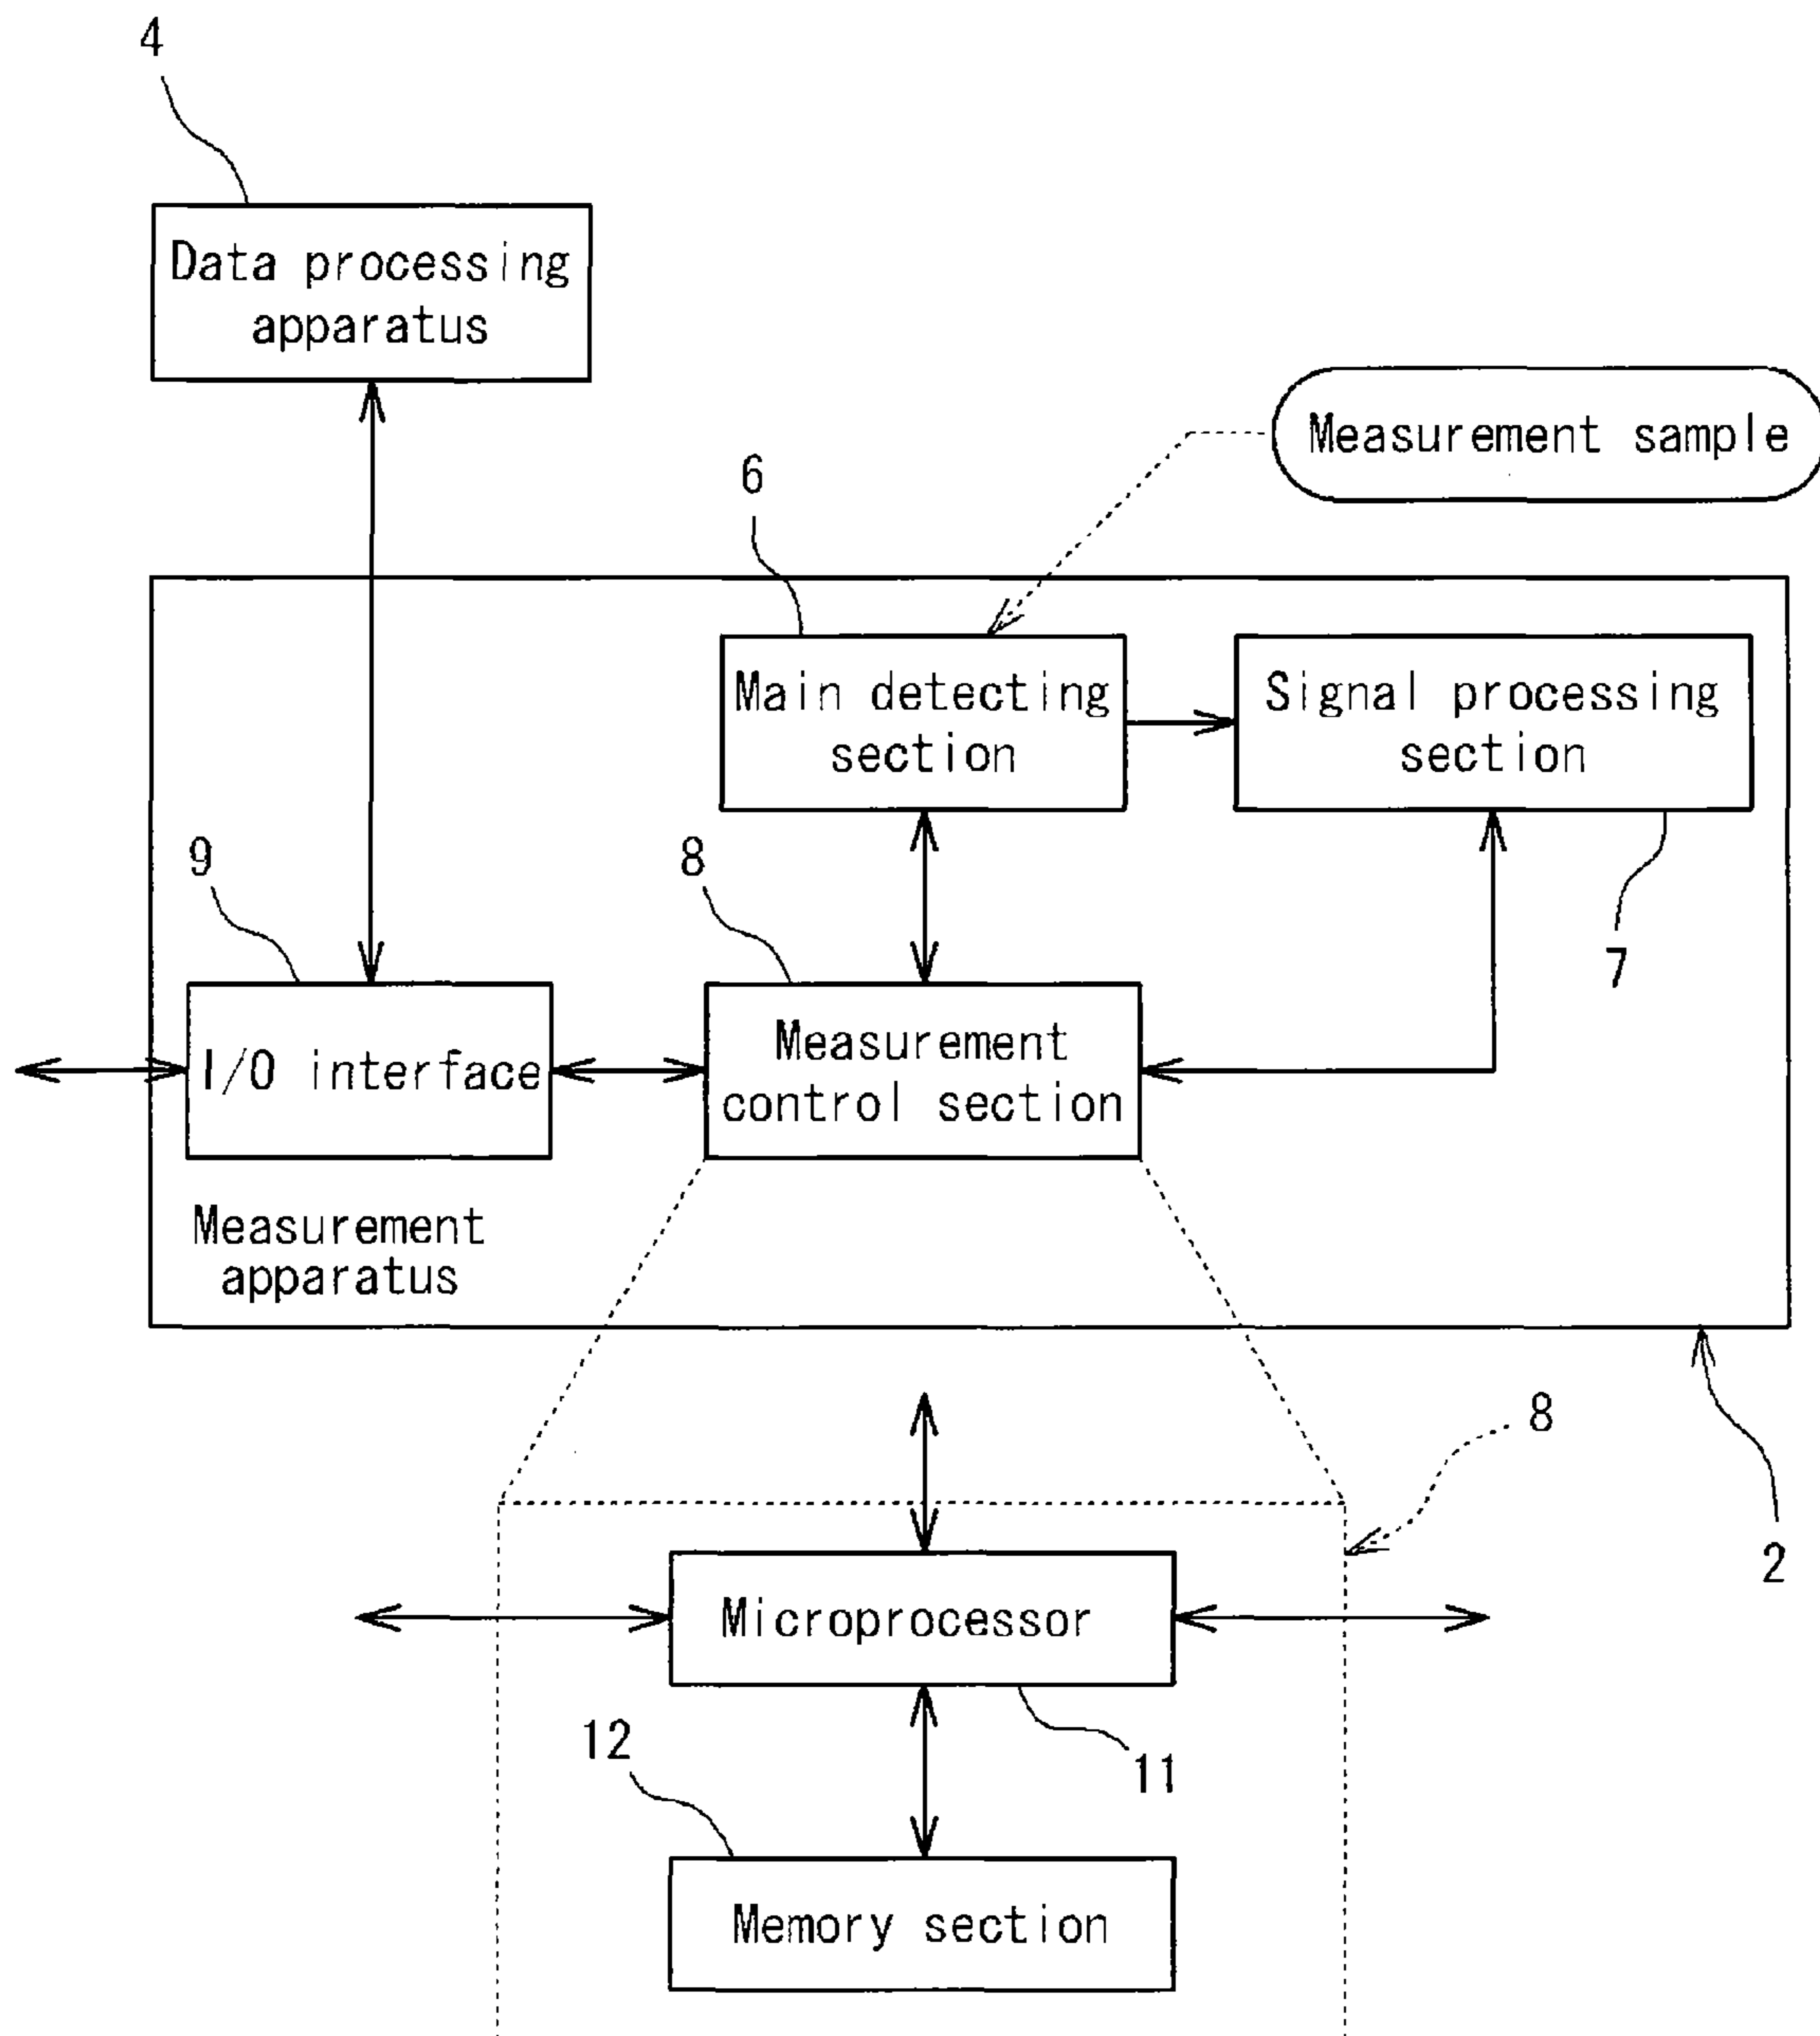 4
Data processing
apparatus
Measurement sample
6
Main detecting
section
Signal processing
section
9
8
7
I/O interface
Measurement
control section
Measurement
apparatus
8
2
Microprocessor
12
11
Memory section